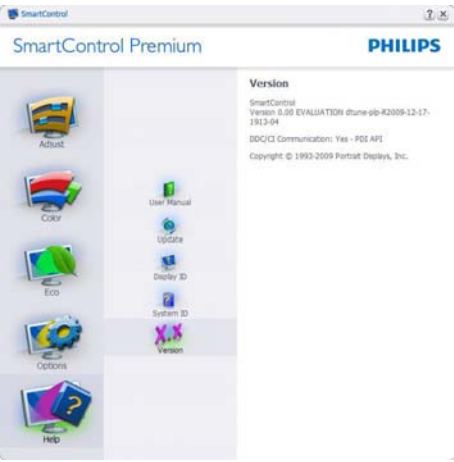 SmartControl
SmartControl Premium
PHILIPS
Adjust
Color
Eco
Options
Help
User Manual
Update
Display ID
System ID
X.X
Version
Version
SmartControl
Version 0.00 EVALUATION dtune-plp-R2009-12-17-
1913-04
DDC/CI Communication: Yes - PDI API
Copyright © 1993-2009 Portrait Displays, Inc.